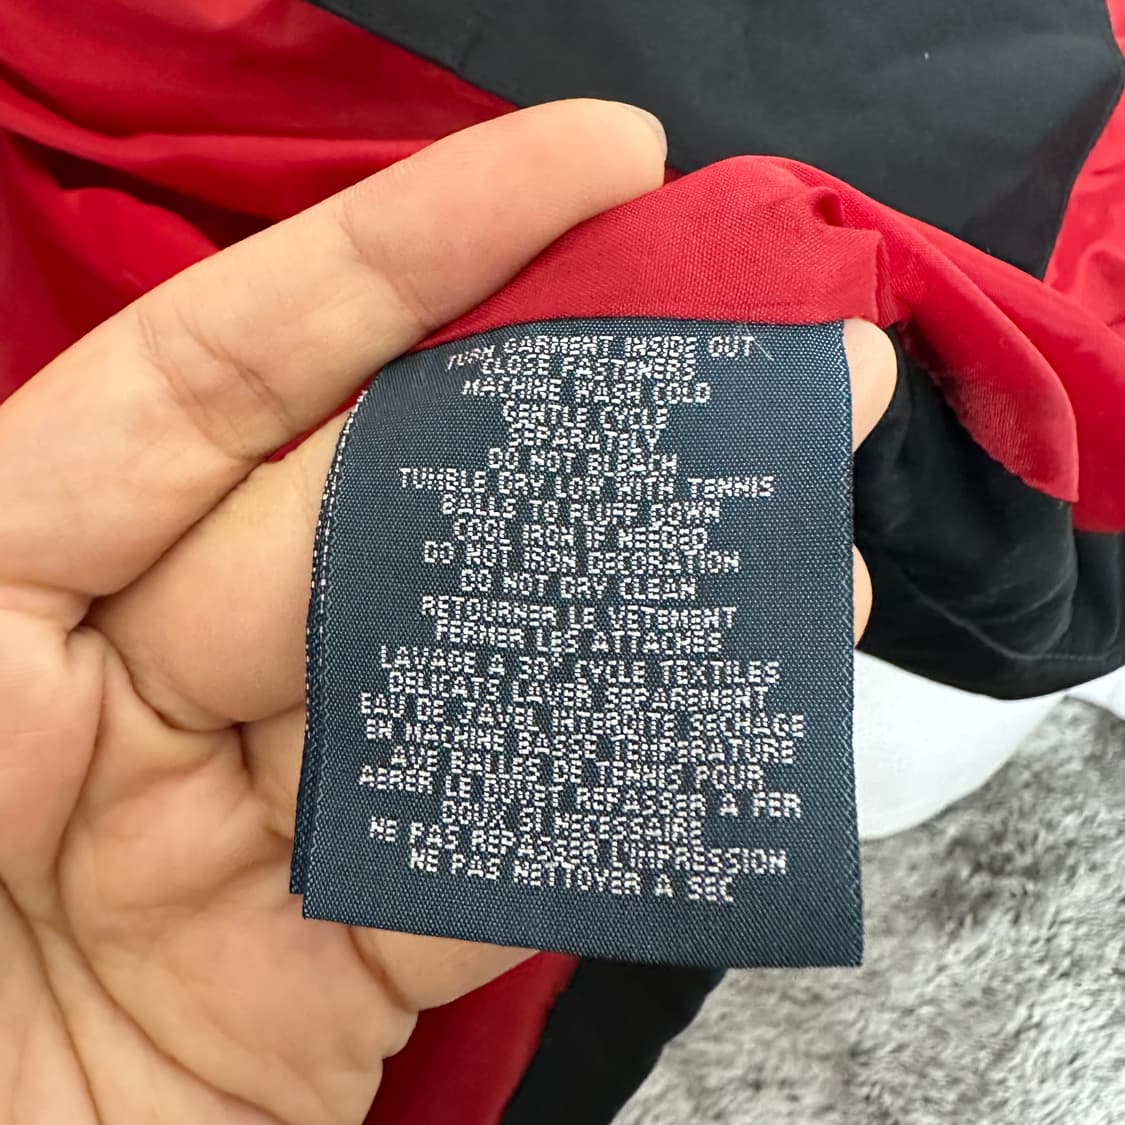 TURN GARMENT INSIDE OUT
CLOSE FASTENERS
MACHINE WASH COLD
GENTLE CYCLE
SEPARATELY
DO NOT BLEACH
TUMBLE DRY LOW WITH TENNIS
BALLS TO FLUFF DOWN
COOL IRON IF NEEDED
DO NOT IRON DECORATION
DO NOT DRY CLEAN
RETOURNER LE VETEMENT
FERMER LES ATTACHES
LAVAGE A 30° CYCLE TEXTILES
DELICATS LAVER SEPAREMENT
EAU DE JAVEL INTERDITE SECHAGE
EN MACHINE BASSE TEMPERATURE
AVE BALLES DE TENNIS POUR
AERER LE DUVET REPASSER A FER
DOUX SI NECESSAIRE
NE PAS REPASSER L'IMPRESSION
NE PAS NETTOYER A SEC